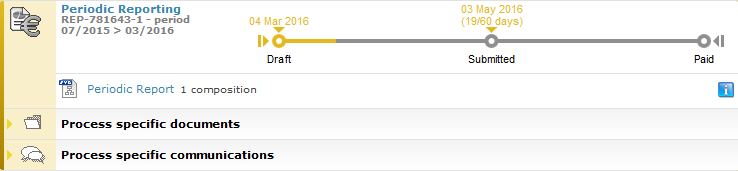 Periodic Reporting
REP-781643-1 - period
07/2015 > 03/2016
04 Mar 2016
03 May 2016
(19/60 days)
Draft
Submitted
Paid
Periodic Report 1 composition
Process specific documents
Process specific communications